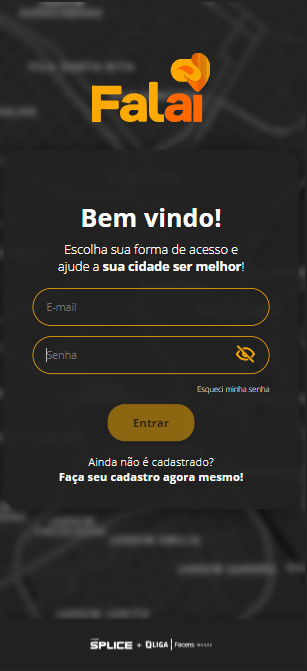 Falaí
Bem vindo!
Escolha sua forma de acesso e
ajude a sua cidade ser melhor!
E-mail
Senha
Esqueci minha senha
Entrar
Ainda não é cadastrado?
Faça seu cadastro agora mesmo!
SPLICE + LIGA Facens